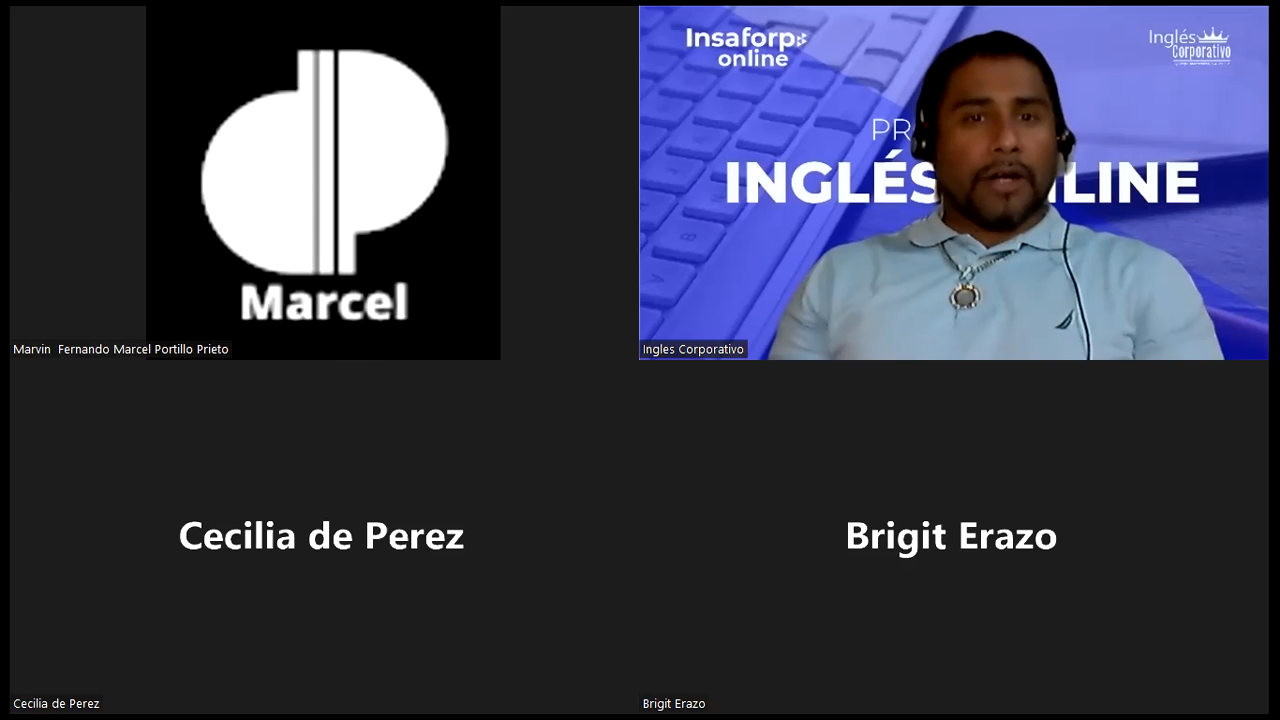 Marcel
Marvin  Fernando Marcel Portillo Prieto
Insaforp
online
Inglés
Corporativo
PR
INGLÉS
LINE
Ingles Corporativo
Cecilia de Perez
Brigit Erazo
Cecilia de Perez
Brigit Erazo